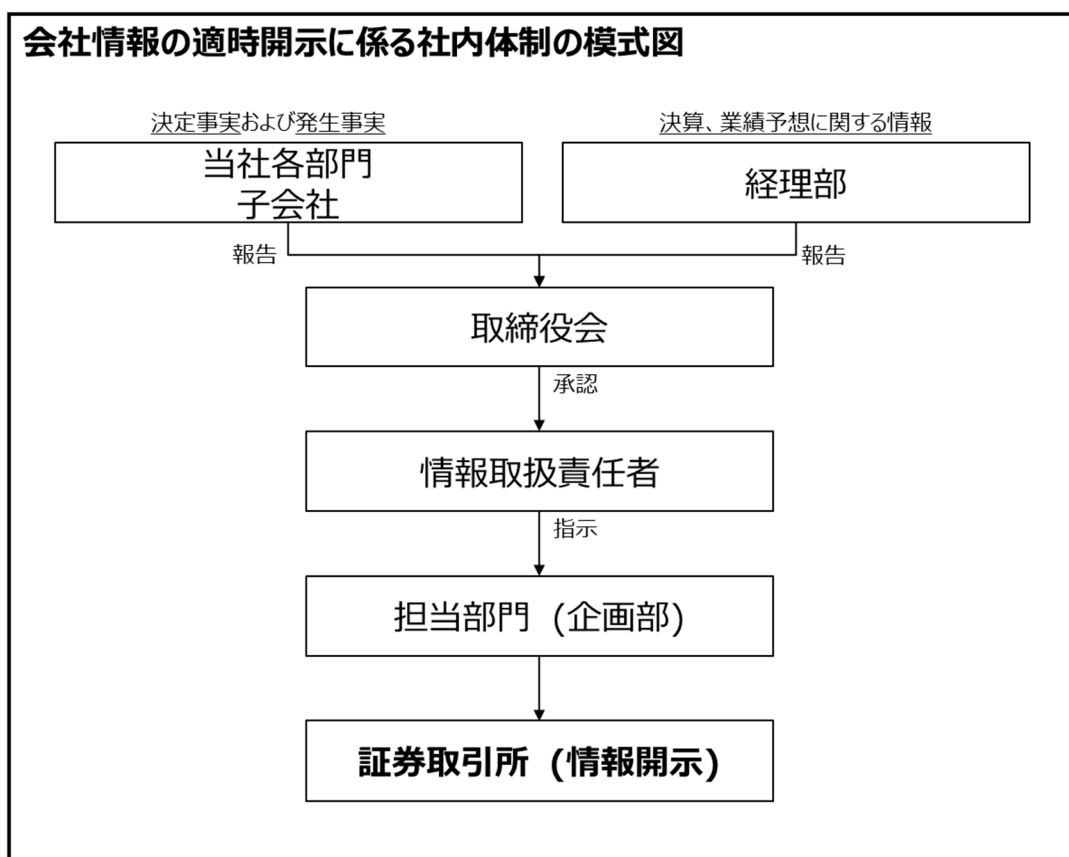 会社情報の適時開示に係る社内体制の模式図
決定事実および発生事実
決算、業績予想に関する情報
当社各部門
子会社
経理部
報告
報告
取締役会
承認
情報取扱責任者
指示
担当部門 (企画部)
証券取引所 (情報開示)